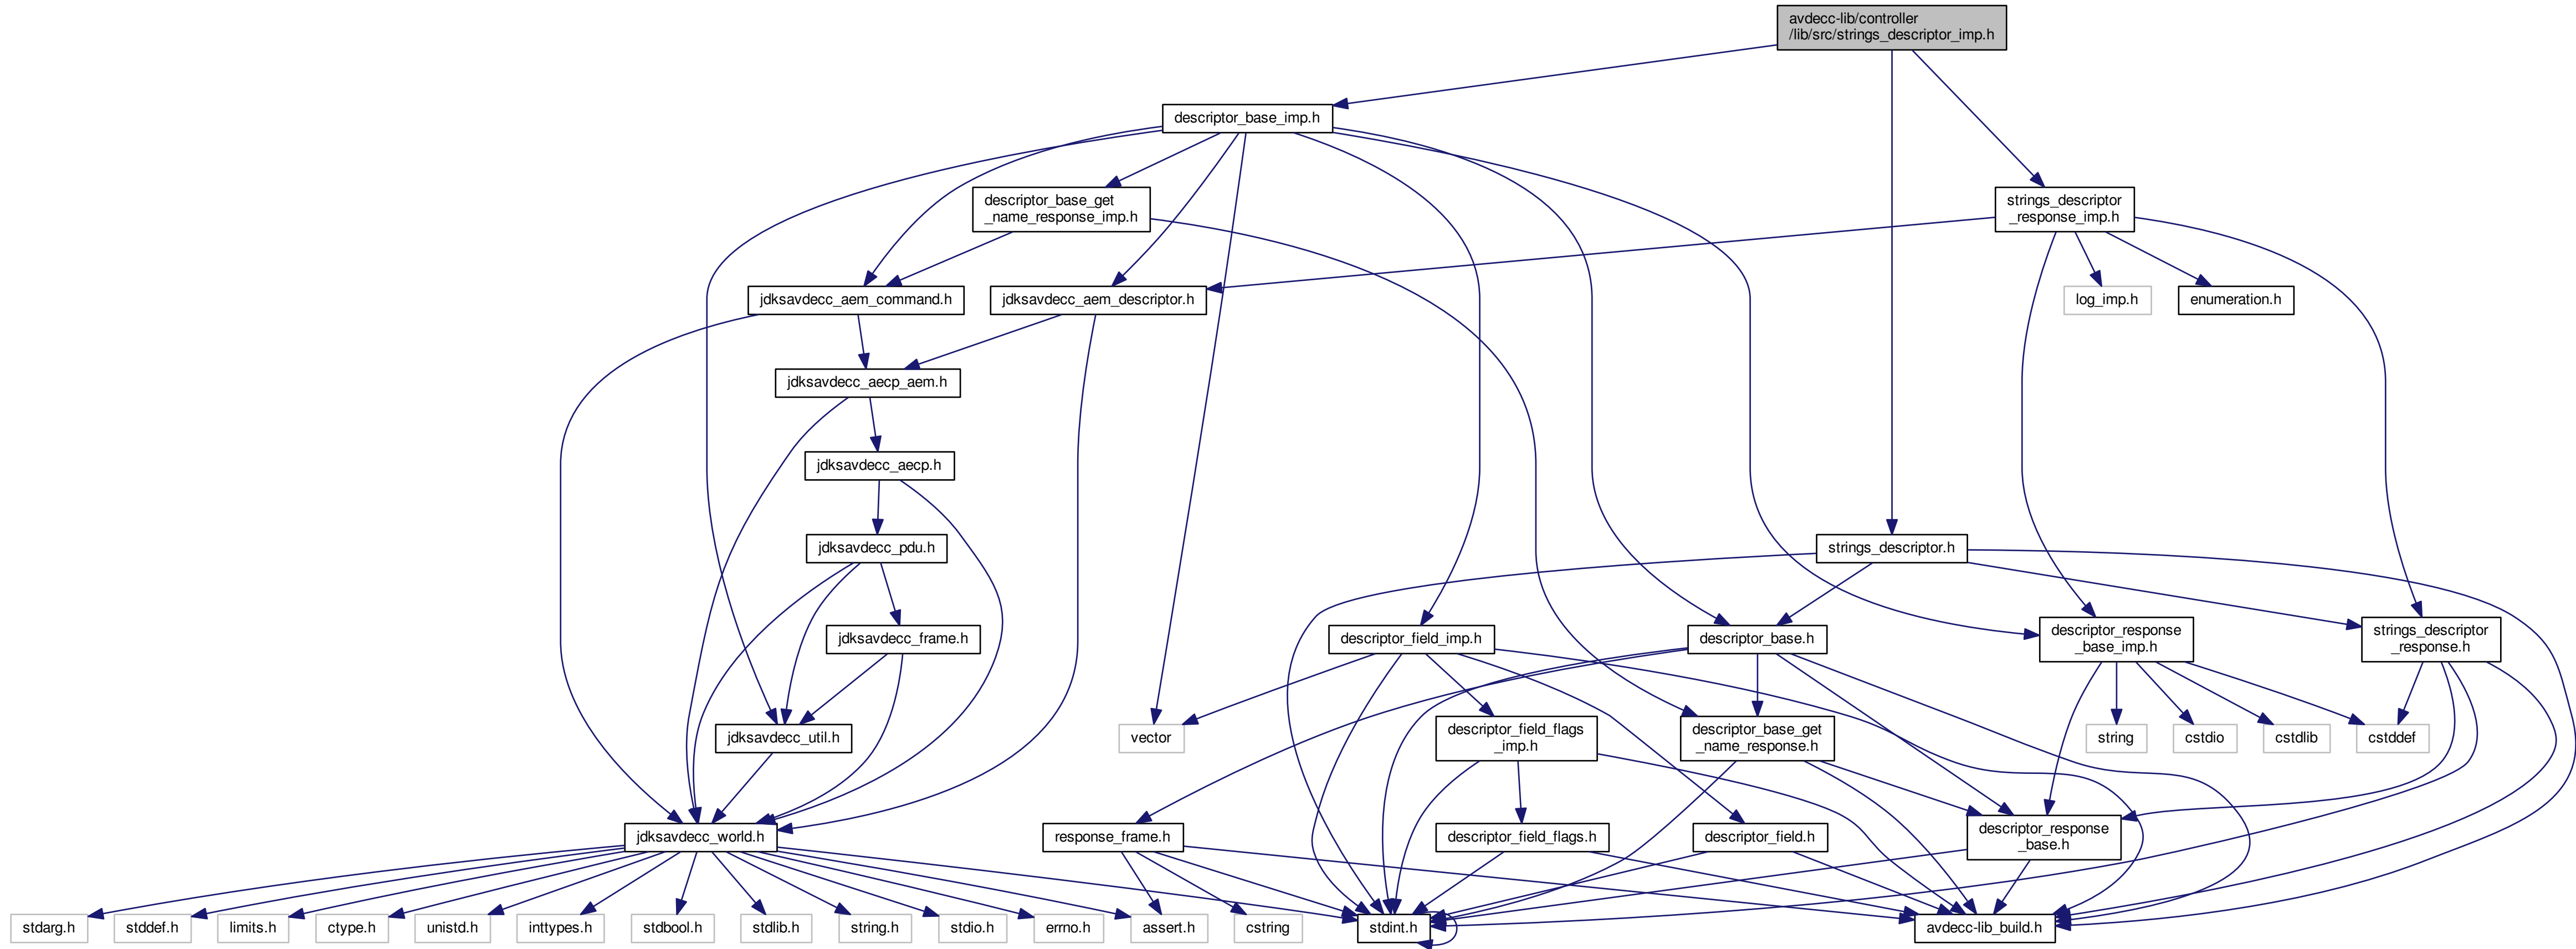 avdecc-lib/controller
/lib/src/strings_descriptor_imp.h
descriptor_base_imp.h
descriptor_base_get
_name_response_imp.h
strings_descriptor
_response_imp.h
jdksavdecc_aem_command.h
jdksavdecc_aem_descriptor.h
log_imp.h
enumeration.h
jdksavdecc_aecp_aem.h
jdksavdecc_aecp.h
jdksavdecc_pdu.h
strings_descriptor.h
jdksavdecc_frame.h
descriptor_field_imp.h
descriptor_base.h
descriptor_response
_base_imp.h
strings_descriptor
_response.h
jdksavdecc_util.h
vector
descriptor_field_flags
_imp.h
descriptor_base_get
_name_response.h
string
cstdio
cstdlib
cstddef
jdksavdecc_world.h
response_frame.h
descriptor_field_flags.h
descriptor_field.h
descriptor_response
_base.h
stdarg.h
stddef.h
limits.h
ctype.h
unistd.h
inttypes.h
stdbool.h
stdlib.h
string.h
stdio.h
errno.h
assert.h
cstring
stdint.h
avdecc-lib_build.h